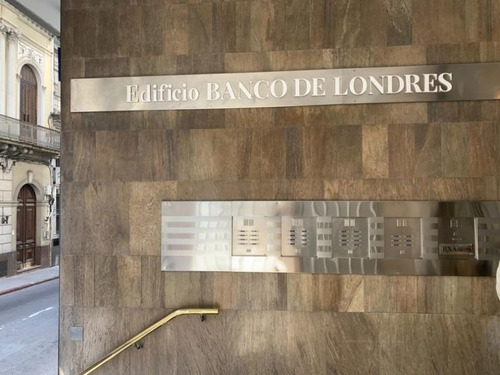 Edificio BANCO DE LONDRES